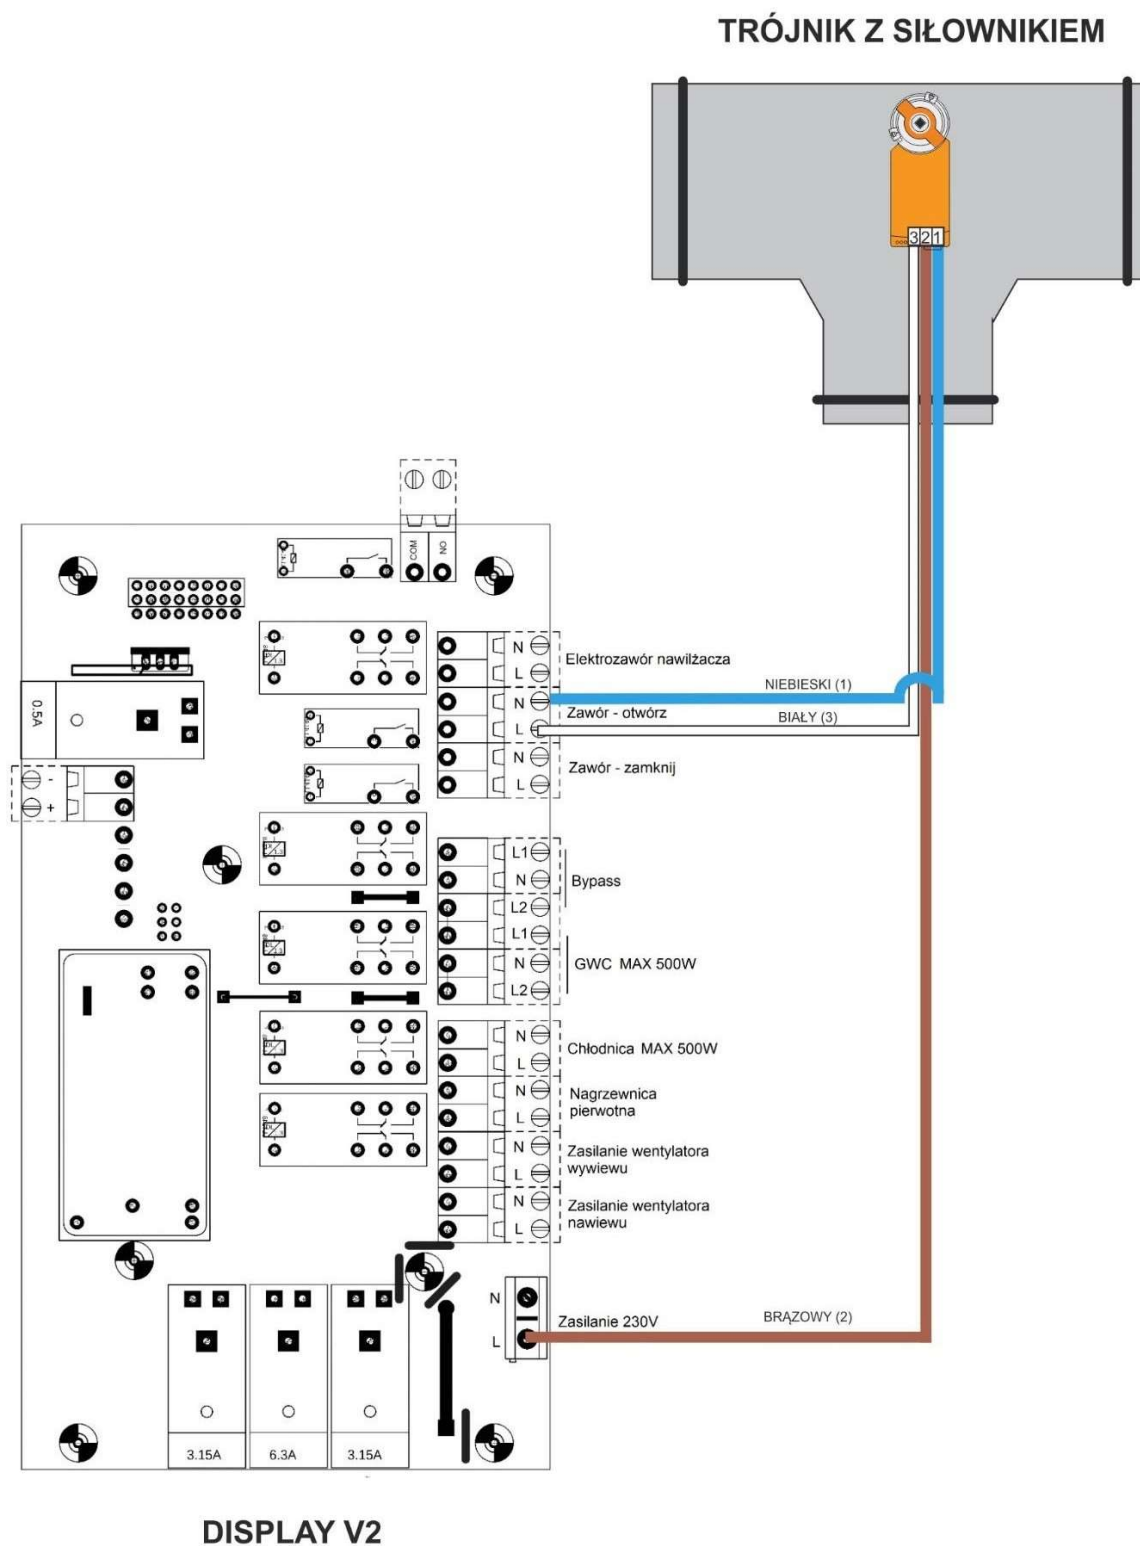 TRÓJNIK Z SIŁOWNIKIEM
3 2 1
COM
NO
N
L
Elektrozawór nawilżacza
NIEBIESKI (1)
N
Zawór - otwórz
L
BIAŁY (3)
N
Zawór - zamknij
L
0.5A
-
+
L1
N
Bypass
L2
L1
N
GWC MAX 500W
L2
N
Chłodnica MAX 500W
L
N
Nagrzewnica
pierwotna
L
N
Zasilanie wentylatora
wywiewu
L
N
Zasilanie wentylatora
nawiewu
L
N
Zasilanie 230V
BRĄZOWY (2)
L
3.15A
6.3A
3.15A
DISPLAY V2